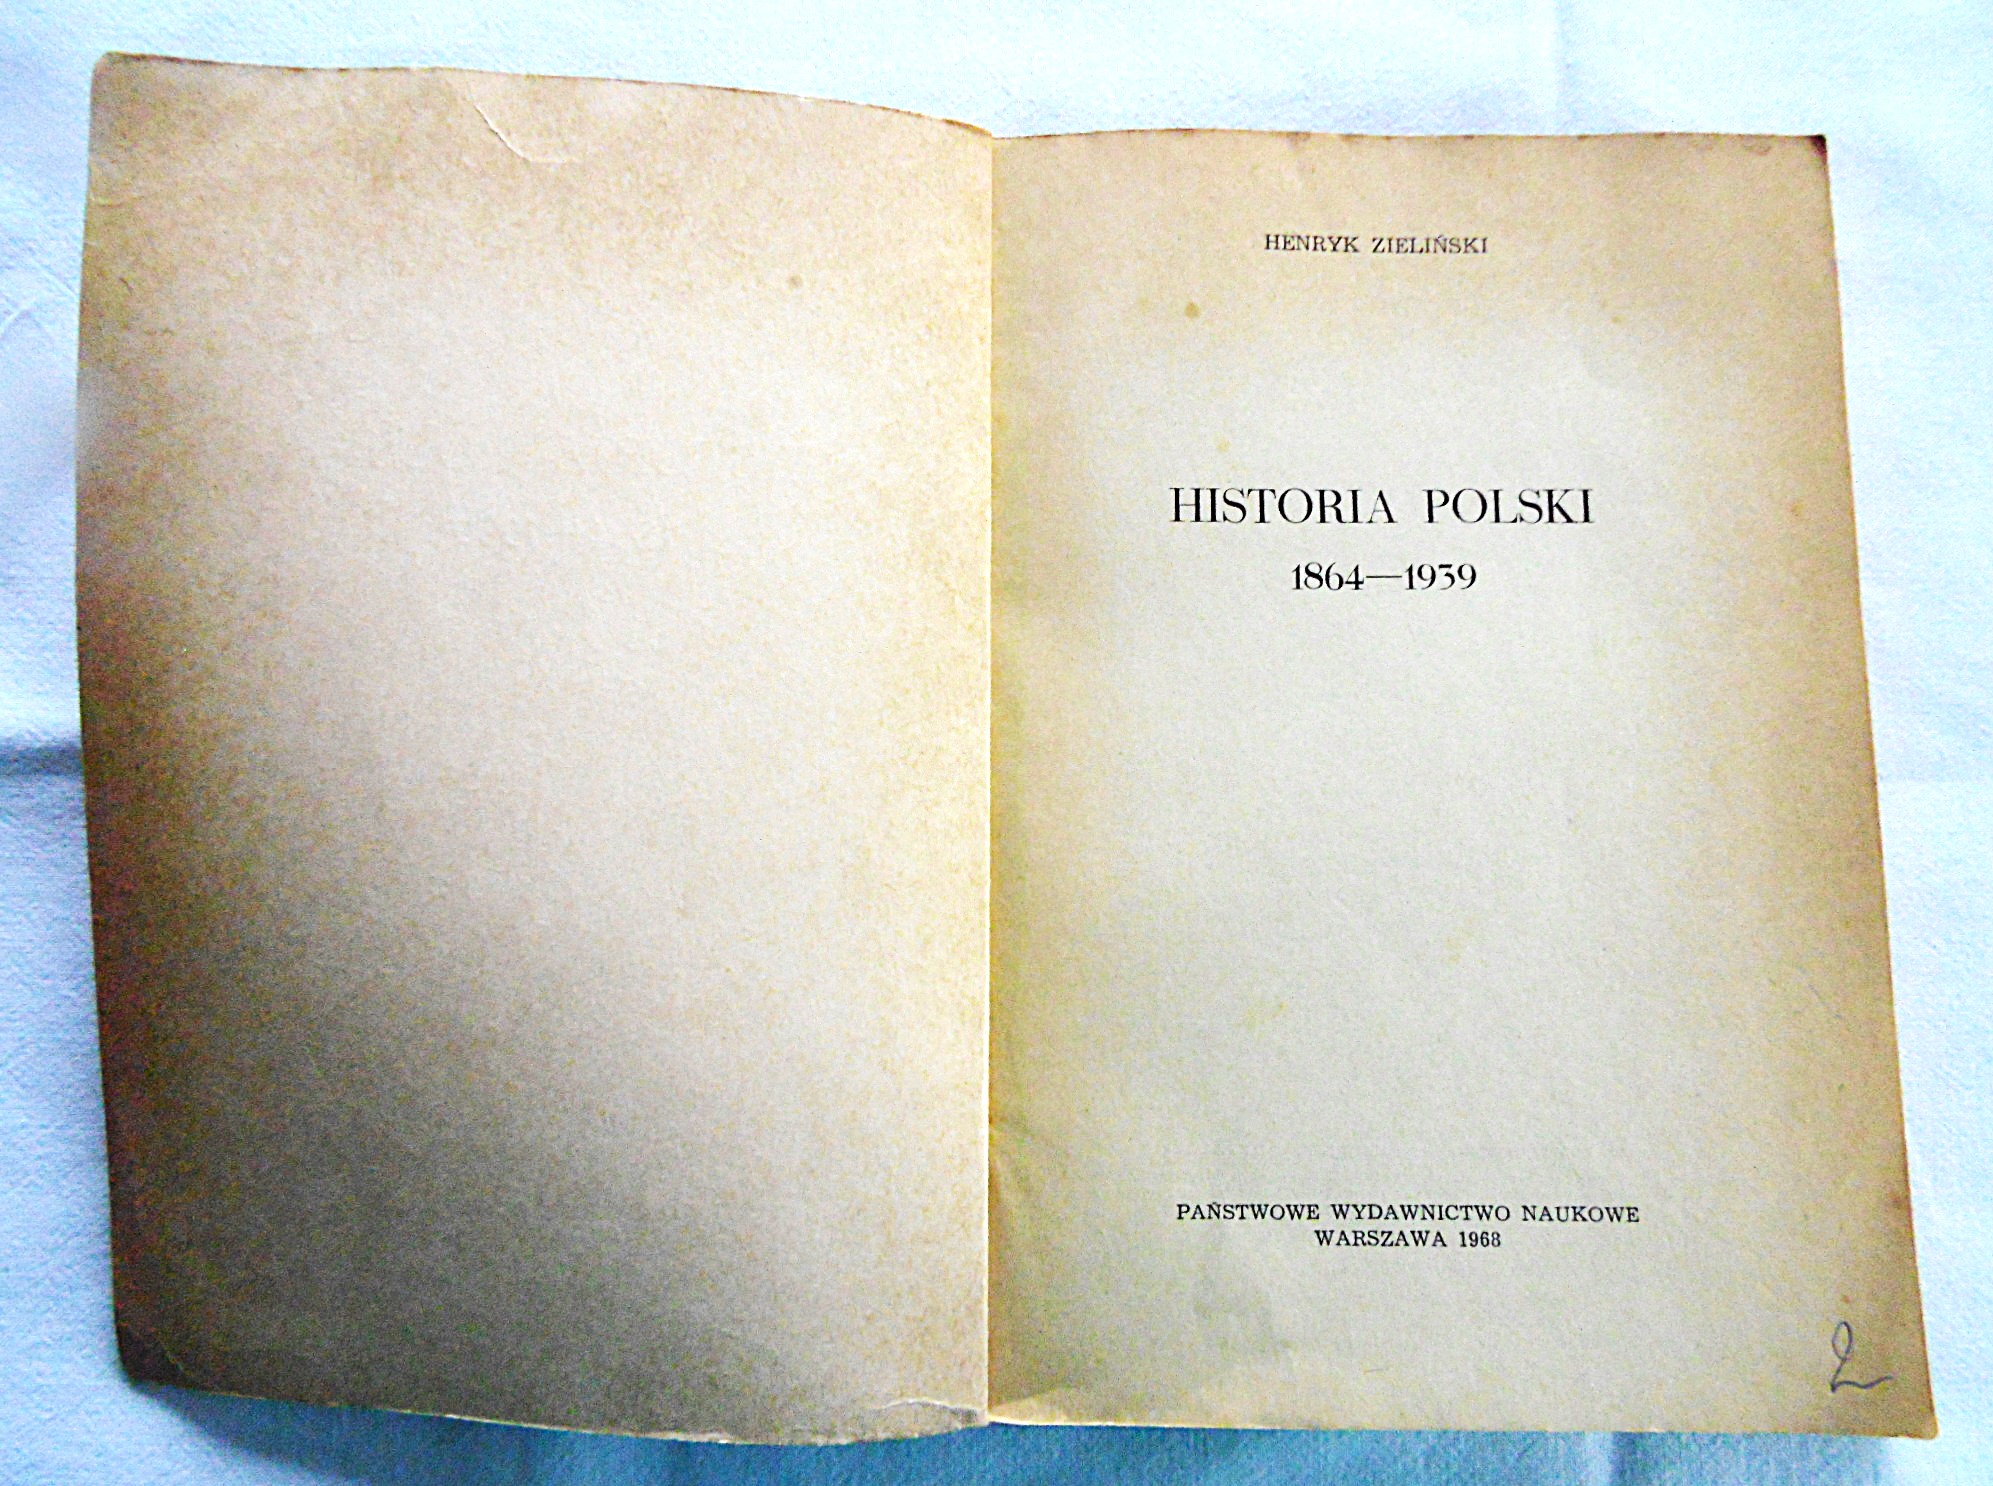 HENRYK ZIELIŃSKI
HISTORIA POLSKI
1864—1939
PAŃSTWOWE WYDAWNICTWO NAUKOWE
WARSZAWA 1968
2